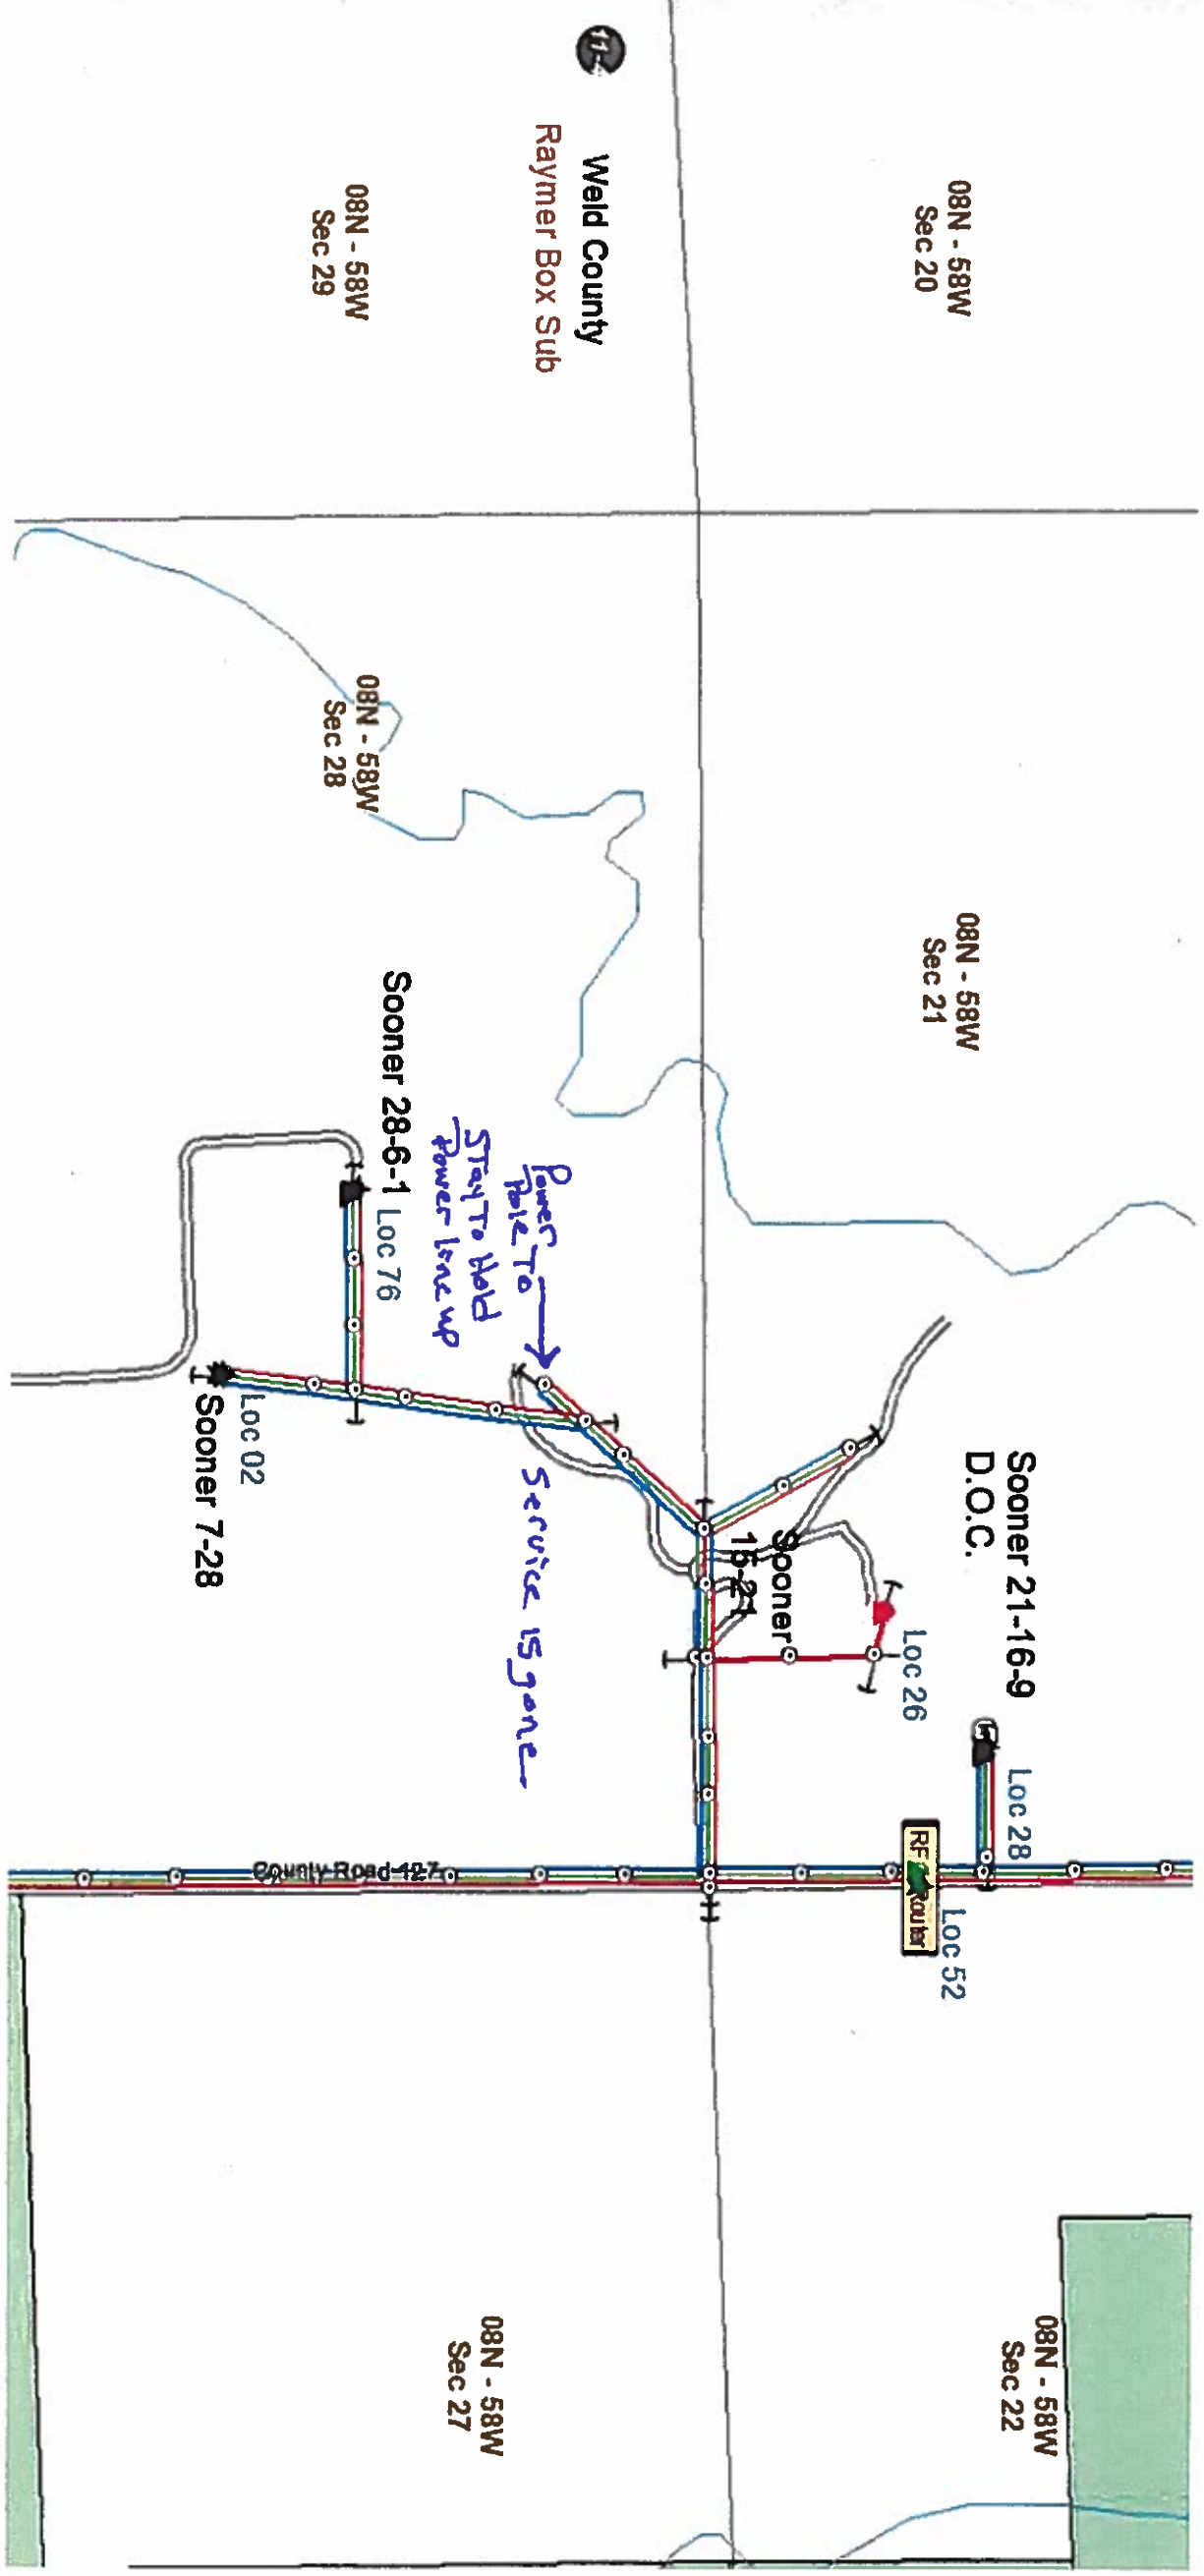 11-4
Weld County
Raymer Box Sub
08N - 58W
Sec 20
08N - 58W
Sec 29
08N - 58W
Sec 21
08N - 58W
Sec 28
Sooner 21-16-9
D.O.C.
Loc 28
Loc 26
Sooner
15-21
RF Router
Loc 52
Power
Pole To
Stay To Hold
Power line up
Service is gone
Sooner 28-6-1
Loc 76
Loc 02
Sooner 7-28
County Road 127
08N - 58W
Sec 22
08N - 58W
Sec 27